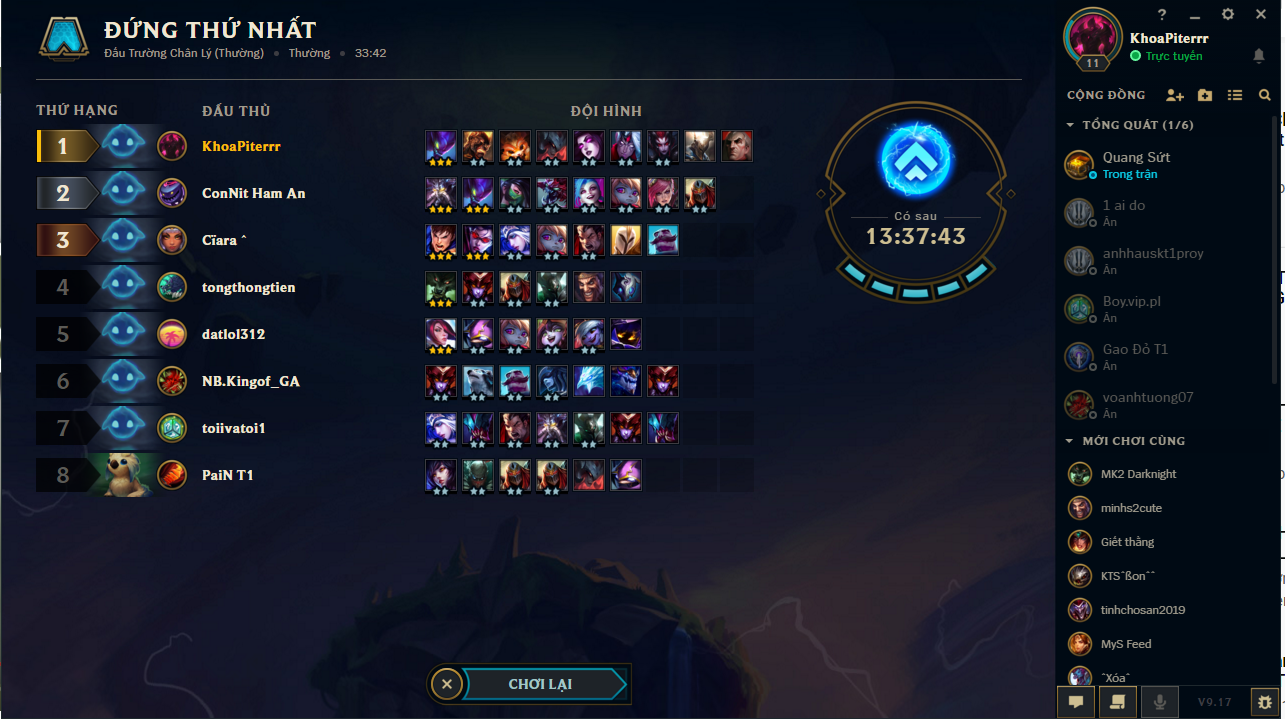 ĐỨNG THỨ NHẤT
Đấu Trường Chân Lý (Thường) • Thường • 33:42
THỨ HẠNG ĐẤU THỦ ĐỘI HÌNH
1 KhoaPiterrr
2 ConNit Ham An
3 Cïara ˆ
4 tongthongtien
5 datlol312
6 NB.Kingof_GA
7 toiivatoi1
8 PaiN T1
Có sau
13:37:43
CHƠI LẠI
?
KhoaPiterrr
11
Trực tuyến
CỘNG ĐỒNG
TỔNG QUÁT (1/6)
Quang Sứt
Trong trận
1 ai do
Ẩn
anhhauskt1proy
Ẩn
Boy.vip.pl
Ẩn
Gao Đỏ T1
Ẩn
voanhtuong07
Ẩn
MỚI CHƠI CÙNG
MK2 Darknight
minhs2cute
Giết thằng
KTSˆßonˆˆ
tinhchosan2019
MyS Feed
ˆXóaˆ
V9.17